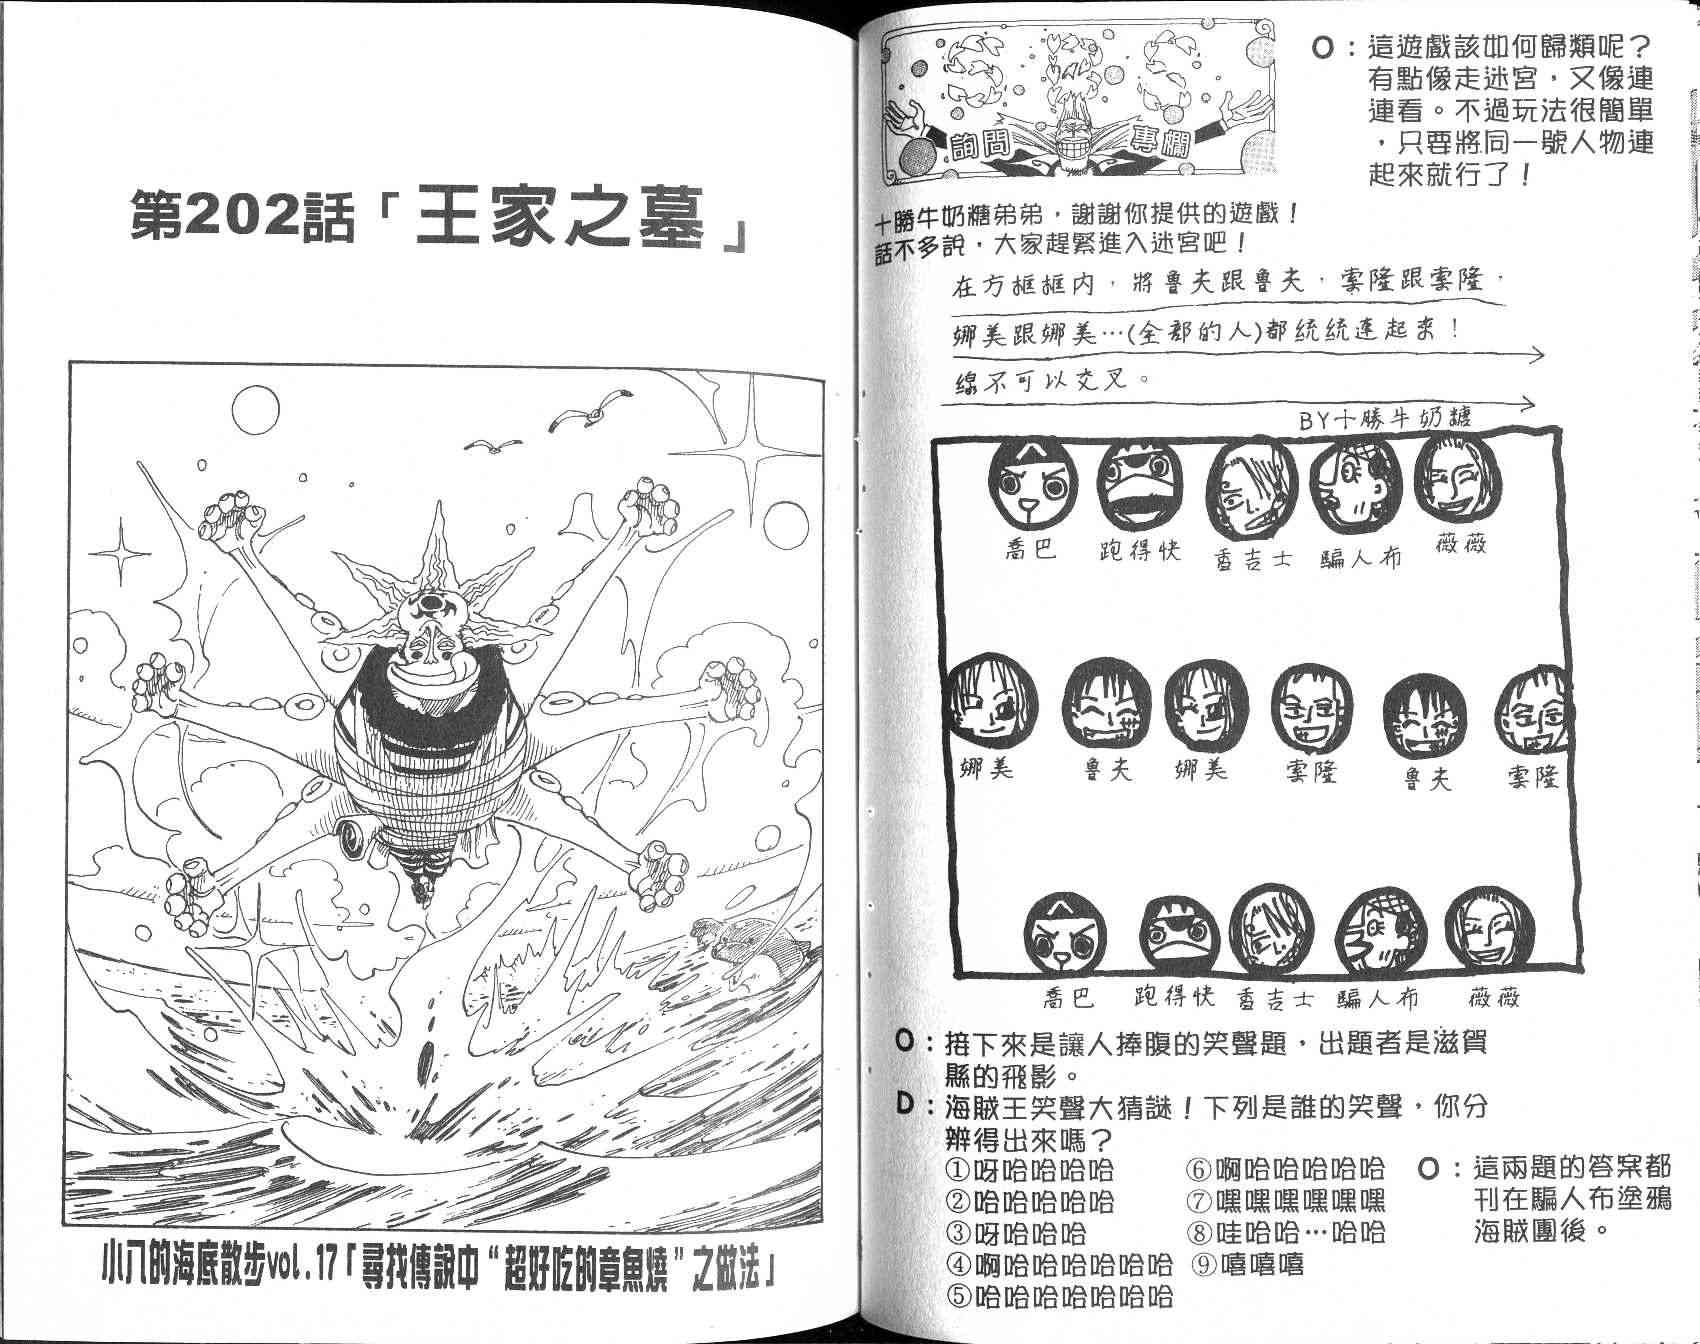 第202話「王家之墓」
小八的海底散步vol.17「尋找傳說中“超好吃的章魚燒”之做法」
詢問專欄
O：這遊戲該如何歸類呢？
有點像走迷宮，又像連
連看。不過玩法很簡單
，只要將同一號人物連
起來就行了！
十勝牛奶糖弟弟，謝謝你提供的遊戲！
話不多說，大家趕緊進入迷宮吧！
在方框框内，將魯夫跟魯夫，索隆跟索隆，
娜美跟娜美…(全部的人)都統統連起來！
線不可以交叉。
BY十勝牛奶糖
喬巴 跑得快 香吉士 騙人布 薇薇
娜美 魯夫 娜美 索隆 魯夫 索隆
喬巴 跑得快 香吉士 騙人布 薇薇
O：接下來是讓人捧腹的笑聲題，出題者是滋賀
縣的飛影。
D：海賊王笑聲大猜謎！下列是誰的笑聲，你分
辨得出來嗎？
①呀哈哈哈哈
②哈哈哈哈哈
③呀哈哈哈
④啊哈哈哈哈哈哈
⑤哈哈哈哈哈哈哈
⑥啊哈哈哈哈哈
⑦嘿嘿嘿嘿嘿嘿
⑧哇哈哈…哈哈
⑨嘻嘻嘻
O：這兩題的答案都
刊在騙人布塗鴉
海賊團後。